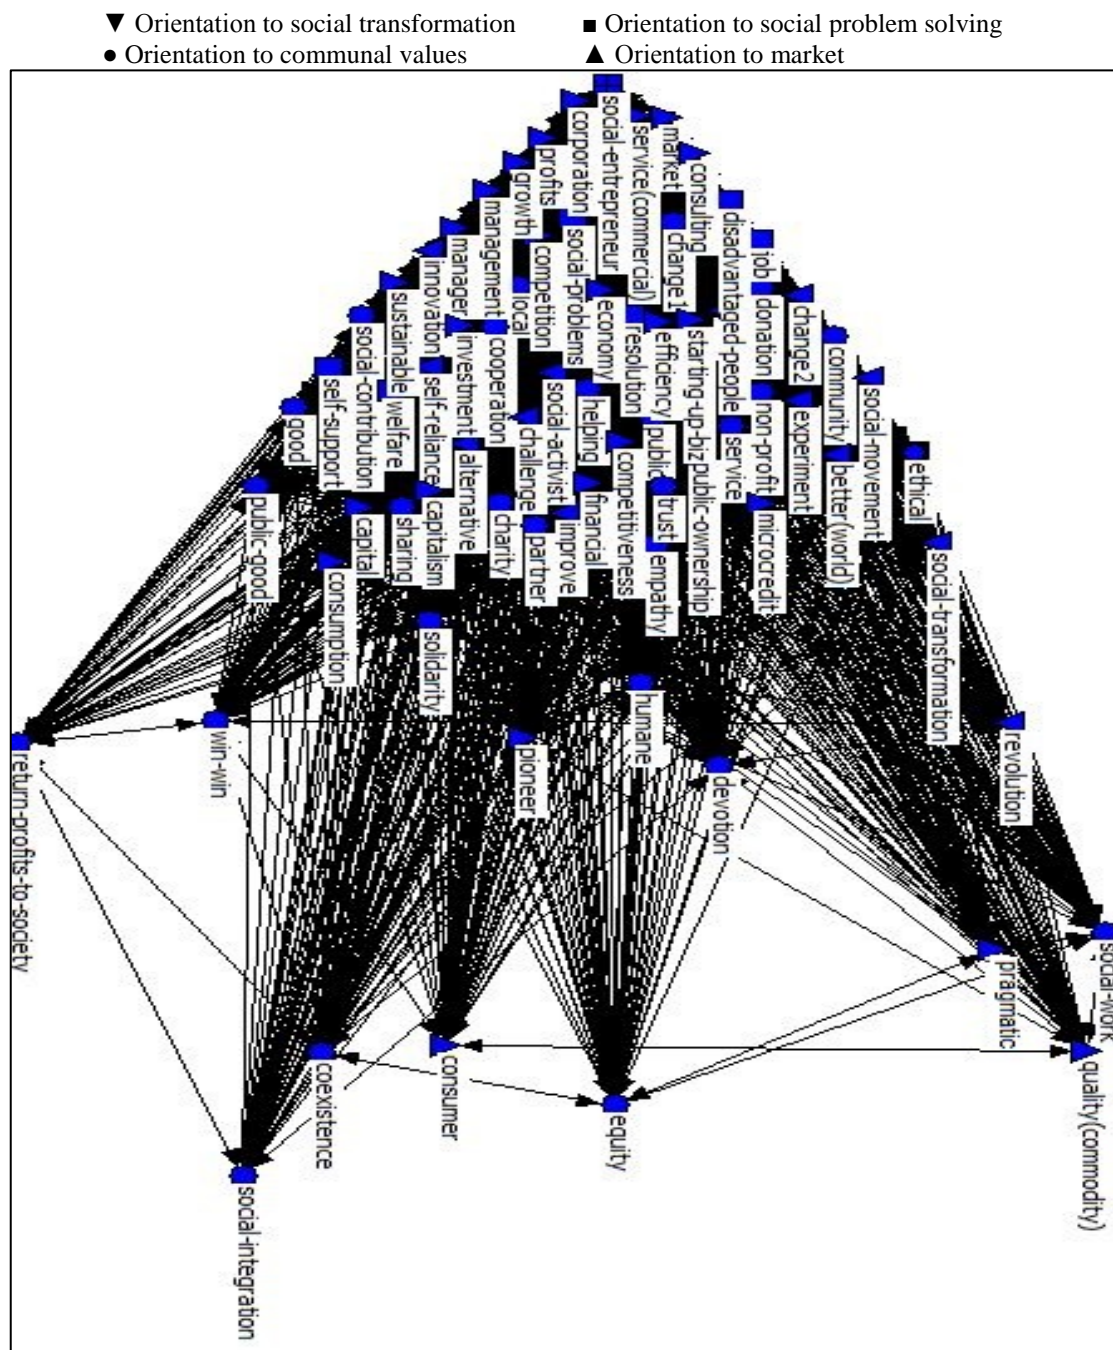 ▼ Orientation to social transformation ■ Orientation to social problem solving
● Orientation to communal values ▲ Orientation to market
social-entrepreneur
service(commercial)
market
corporation
consulting
profits
growth
management
disadvantaged-people
social-problems
change1
competition
manager
job
innovation
local
economy
donation
change2
sustainable
resolution
efficiency
starting-up-biz
social-contribution
investment
cooperation
community
self-support
self-reliance
social-activist
social-movement
welfare
helping
non-profit
experiment
good
challenge
public
service
alternative
competitiveness
better(world)
ethical
public-good
capitalism
financial
trust
public-ownership
capital
sharing
charity
partner
improve
microcredit
empathy
social-transformation
consumption
solidarity
humane
return-profits-to-society
win-win
pioneer
devotion
revolution
social-work
pragmatic
coexistence
consumer
quality(commodity)
equity
social-integration